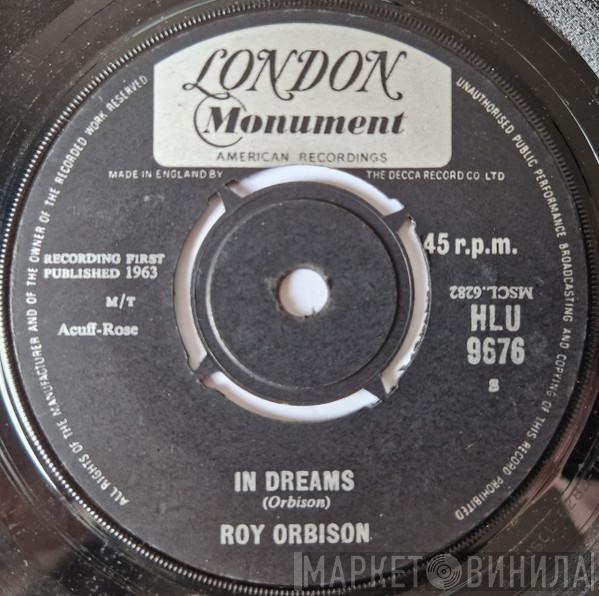 LONDON
Monument
AMERICAN RECORDINGS
MADE IN ENGLAND BY
THE DECCA RECORD CO. LTD
ALL RIGHTS OF THE MANUFACTURER AND OF THE OWNER OF THE RECORDED WORK RESERVED
UNAUTHORISED PUBLIC PERFORMANCE BROADCASTING AND COPYING OF THIS RECORD PROHIBITED
RECORDING FIRST
PUBLISHED 1963
M/T
Acuff-Rose
45 r.p.m.
MSCL.6282
HLU
9676
S
IN DREAMS
(Orbison)
ROY ORBISON
МАРКЕТ ВИНИЛА